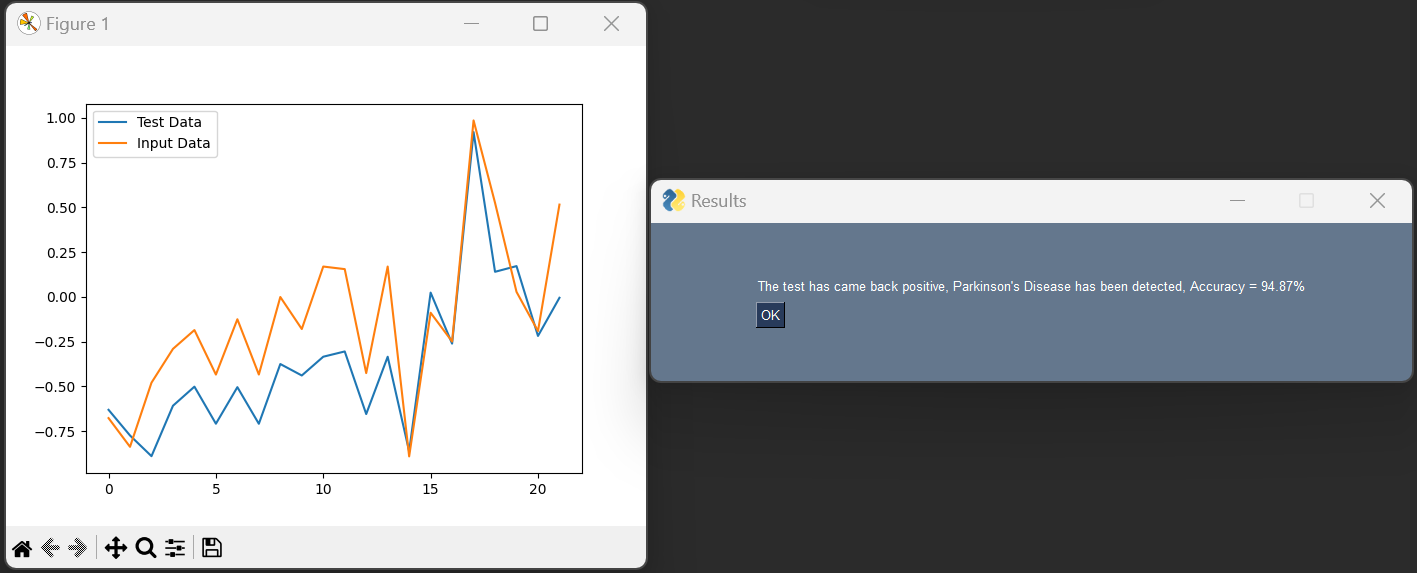 Figure 1
Test Data
Input Data
1.00
0.75
0.50
0.25
0.00
−0.25
−0.50
−0.75
0 5 10 15 20
Results
The test has came back positive, Parkinson's Disease has been detected, Accuracy = 94.87%
OK